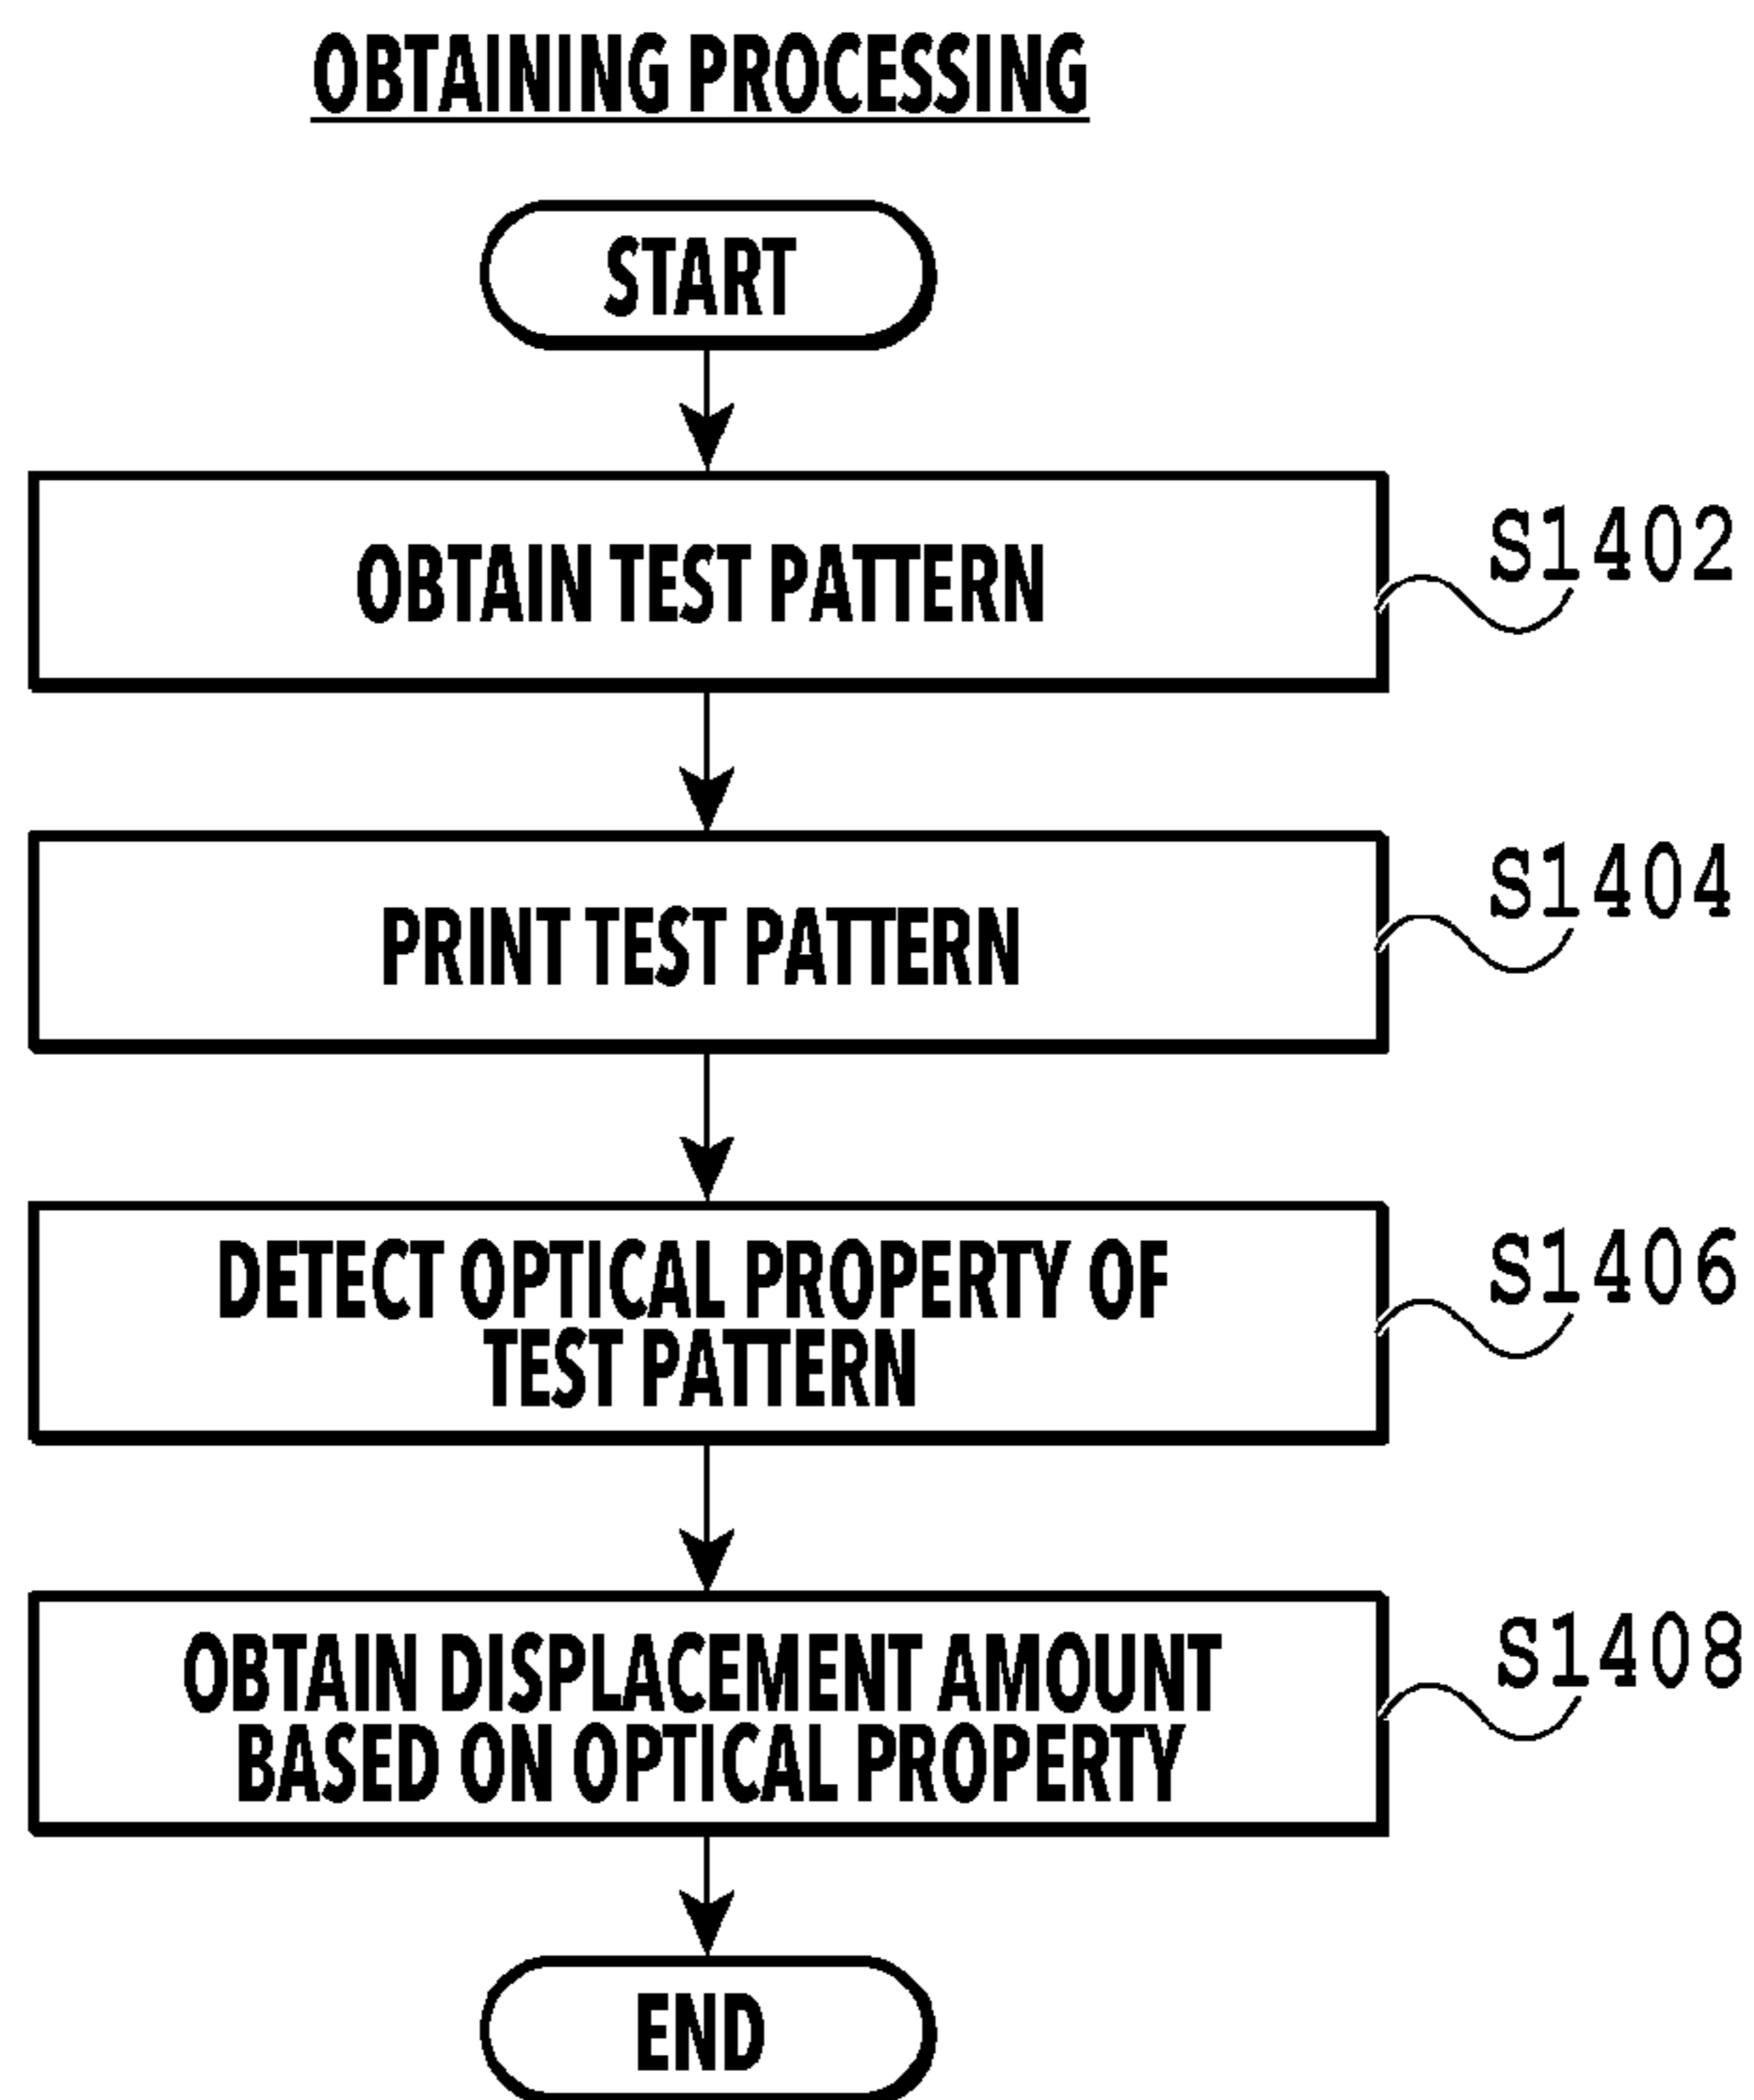 OBTAINING PROCESSING
START
OBTAIN TEST PATTERN
S1402
PRINT TEST PATTERN
S1404
DETECT OPTICAL PROPERTY OF
TEST PATTERN
S1406
OBTAIN DISPLACEMENT AMOUNT
BASED ON OPTICAL PROPERTY
S1408
END